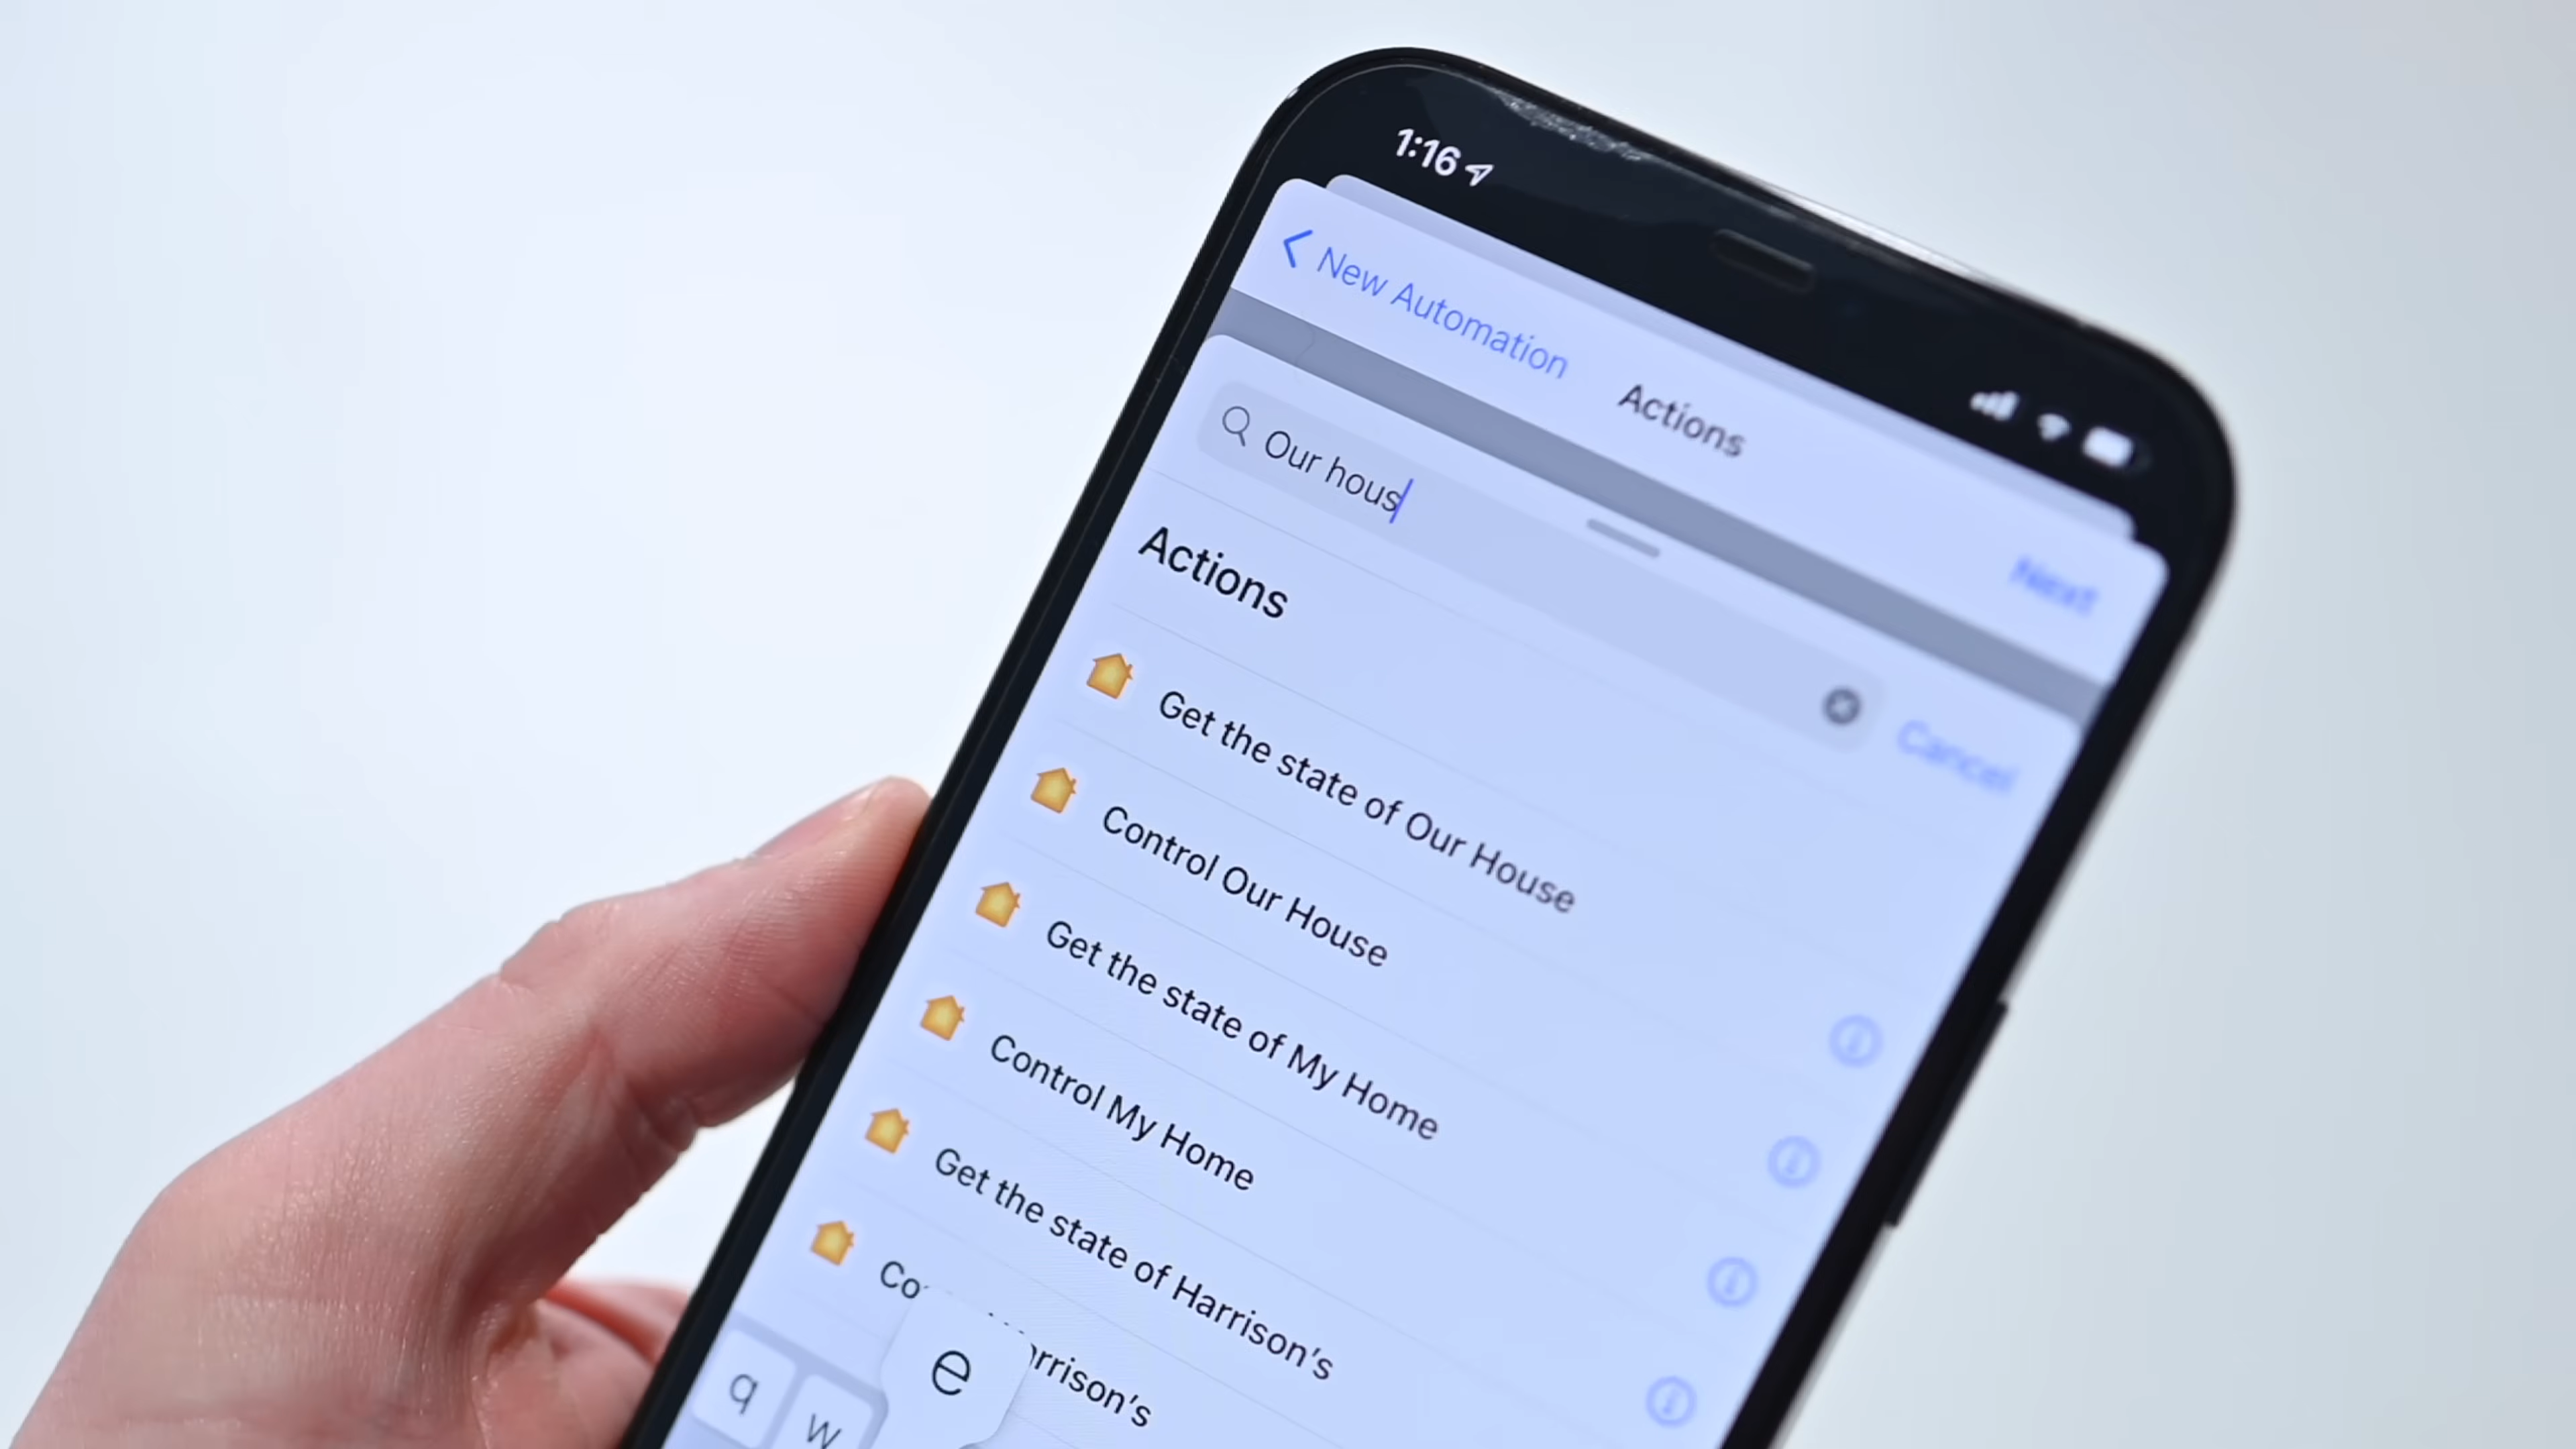 1:16
New Automation
Actions
Next
Our hous
Cancel
Actions
Get the state of Our House
Control Our House
Get the state of My Home
Control My Home
Get the state of Harrison's
Co rrison's
e
q
w